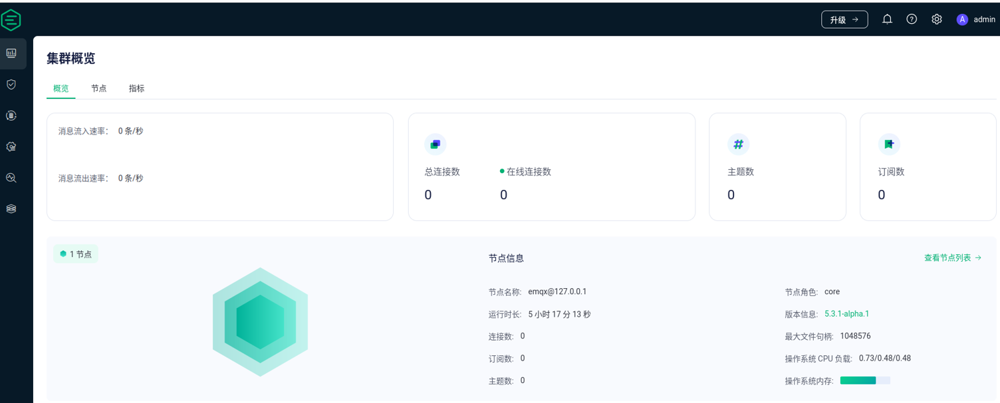 升级 →
A admin
集群概览
概览 节点 指标
消息流入速率: 0 条/秒
消息流出速率: 0 条/秒
总连接数
0
在线连接数
0
主题数
0
订阅数
0
1 节点
节点信息
查看节点列表 →
节点名称: emqx@127.0.0.1
节点角色: core
运行时长: 5 小时 17 分 13 秒
版本信息: 5.3.1-alpha.1
连接数: 0
最大文件句柄: 1048576
订阅数: 0
操作系统 CPU 负载: 0.73/0.48/0.48
主题数: 0
操作系统内存: